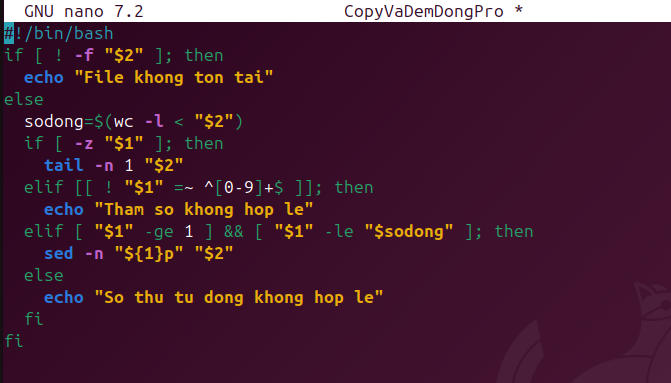 GNU nano 7.2 CopyVaDemDongPro *
#!/bin/bash
if [ ! -f "$2" ]; then
  echo "File khong ton tai"
else
  sodong=$(wc -l < "$2")
  if [ -z "$1" ]; then
    tail -n 1 "$2"
  elif [[ ! "$1" =~ ^[0-9]+$ ]]; then
    echo "Tham so khong hop le"
  elif [ "$1" -ge 1 ] && [ "$1" -le "$sodong" ]; then
    sed -n "${1}p" "$2"
  else
    echo "So thu tu dong khong hop le"
  fi
fi